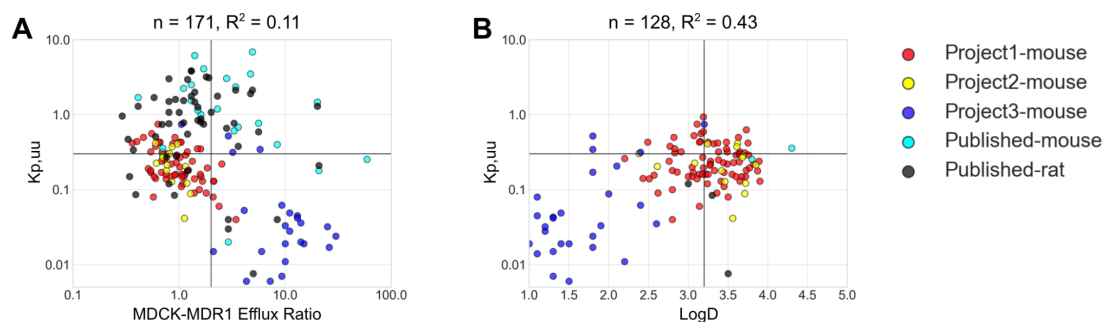 A
n = 171, R² = 0.11
10.0
1.0
0.1
0.01
Kp,uu
0.1
1.0
10.0
100.0
MDCK-MDR1 Efflux Ratio
B
n = 128, R² = 0.43
10.0
1.0
0.1
0.01
Kp,uu
1.0
1.5
2.0
2.5
3.0
3.5
4.0
4.5
5.0
LogD
Project1-mouse
Project2-mouse
Project3-mouse
Published-mouse
Published-rat